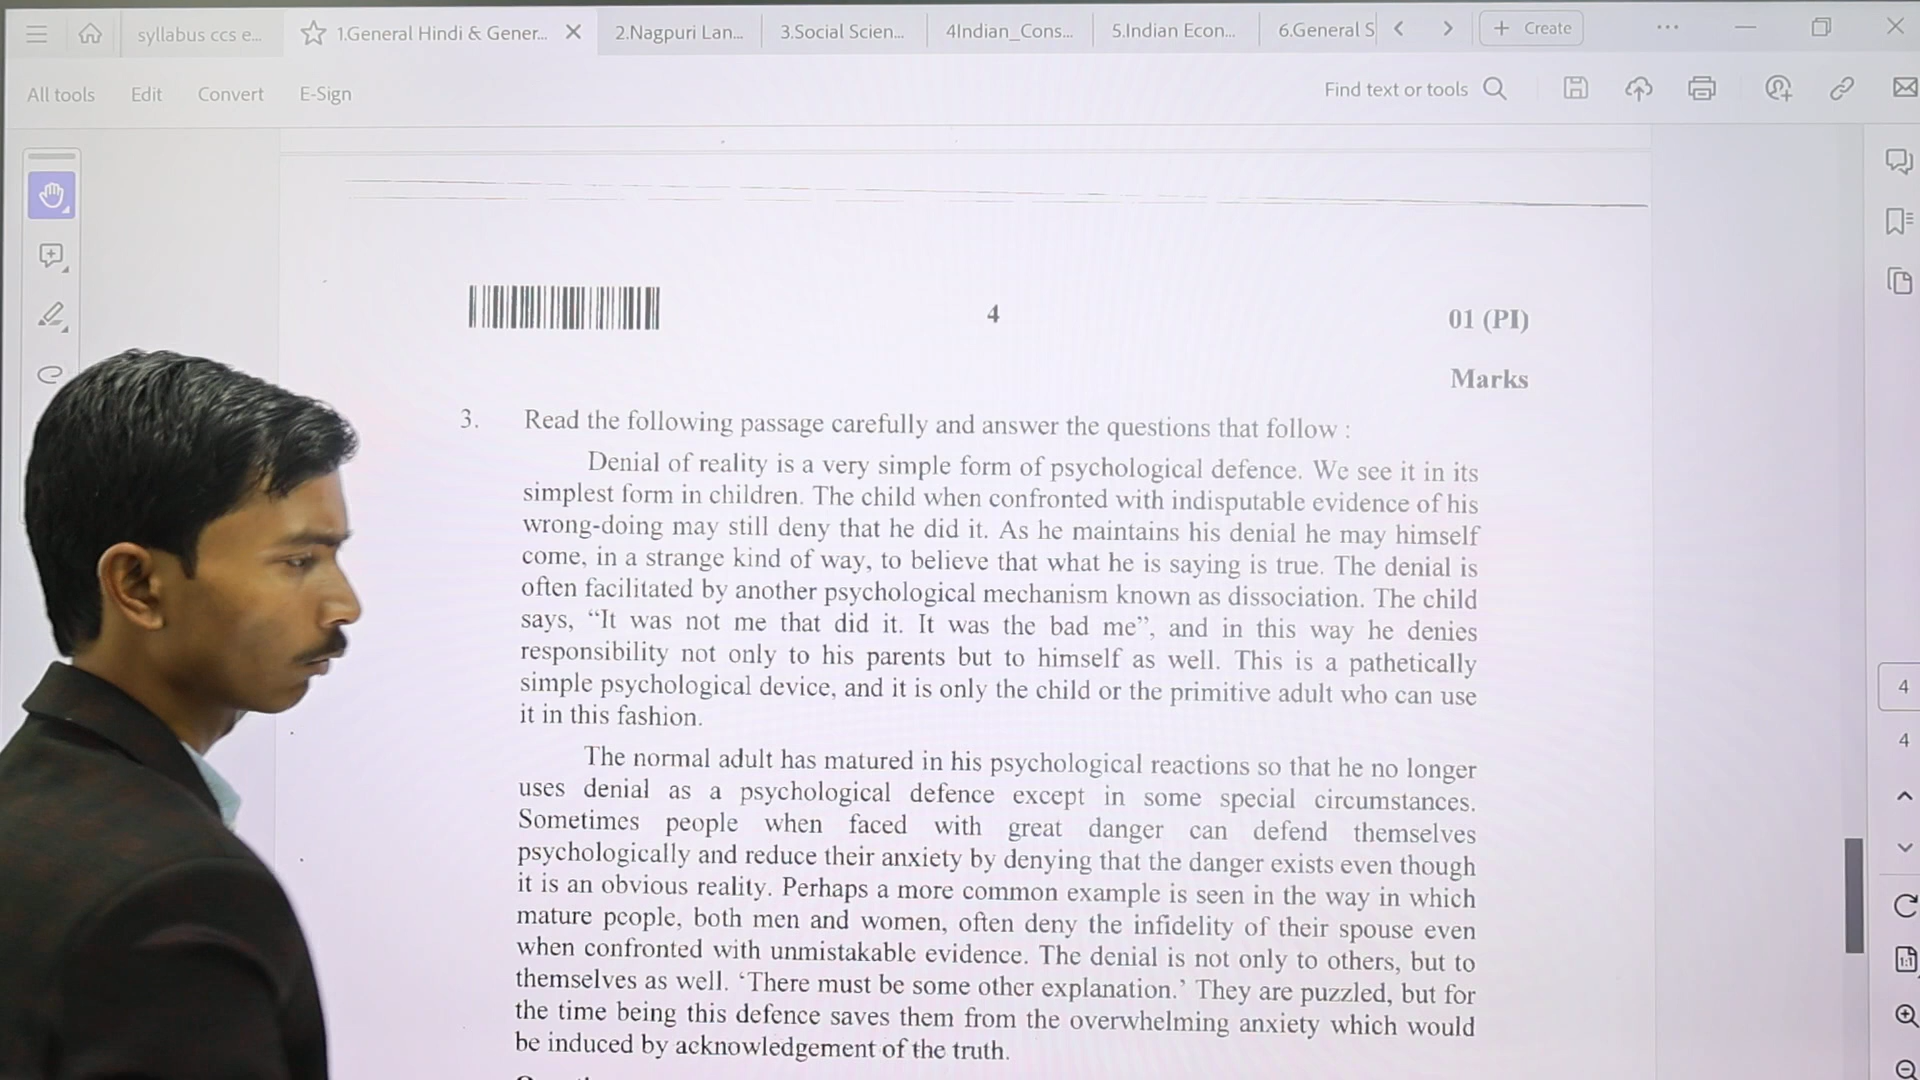 syllabus ccs e...
1.General Hindi & Gener...
2.Nagpuri Lan...
3.Social Scien...
4Indian_Cons...
5.Indian Econ...
6.General S
Create
All tools
Edit
Convert
E-Sign
Find text or tools
4
01 (PI)
Marks
3. Read the following passage carefully and answer the questions that follow :
Denial of reality is a very simple form of psychological defence. We see it in its
simplest form in children. The child when confronted with indisputable evidence of his
wrong-doing may still deny that he did it. As he maintains his denial he may himself
come, in a strange kind of way, to believe that what he is saying is true. The denial is
often facilitated by another psychological mechanism known as dissociation. The child
says, “It was not me that did it. It was the bad me”, and in this way he denies
responsibility not only to his parents but to himself as well. This is a pathetically
simple psychological device, and it is only the child or the primitive adult who can use
it in this fashion.
The normal adult has matured in his psychological reactions so that he no longer
uses denial as a psychological defence except in some special circumstances.
Sometimes people when faced with great danger can defend themselves
psychologically and reduce their anxiety by denying that the danger exists even though
it is an obvious reality. Perhaps a more common example is seen in the way in which
mature people, both men and women, often deny the infidelity of their spouse even
when confronted with unmistakable evidence. The denial is not only to others, but to
themselves as well. ‘There must be some other explanation.’ They are puzzled, but for
the time being this defence saves them from the overwhelming anxiety which would
be induced by acknowledgement of the truth.
4
4
1:1